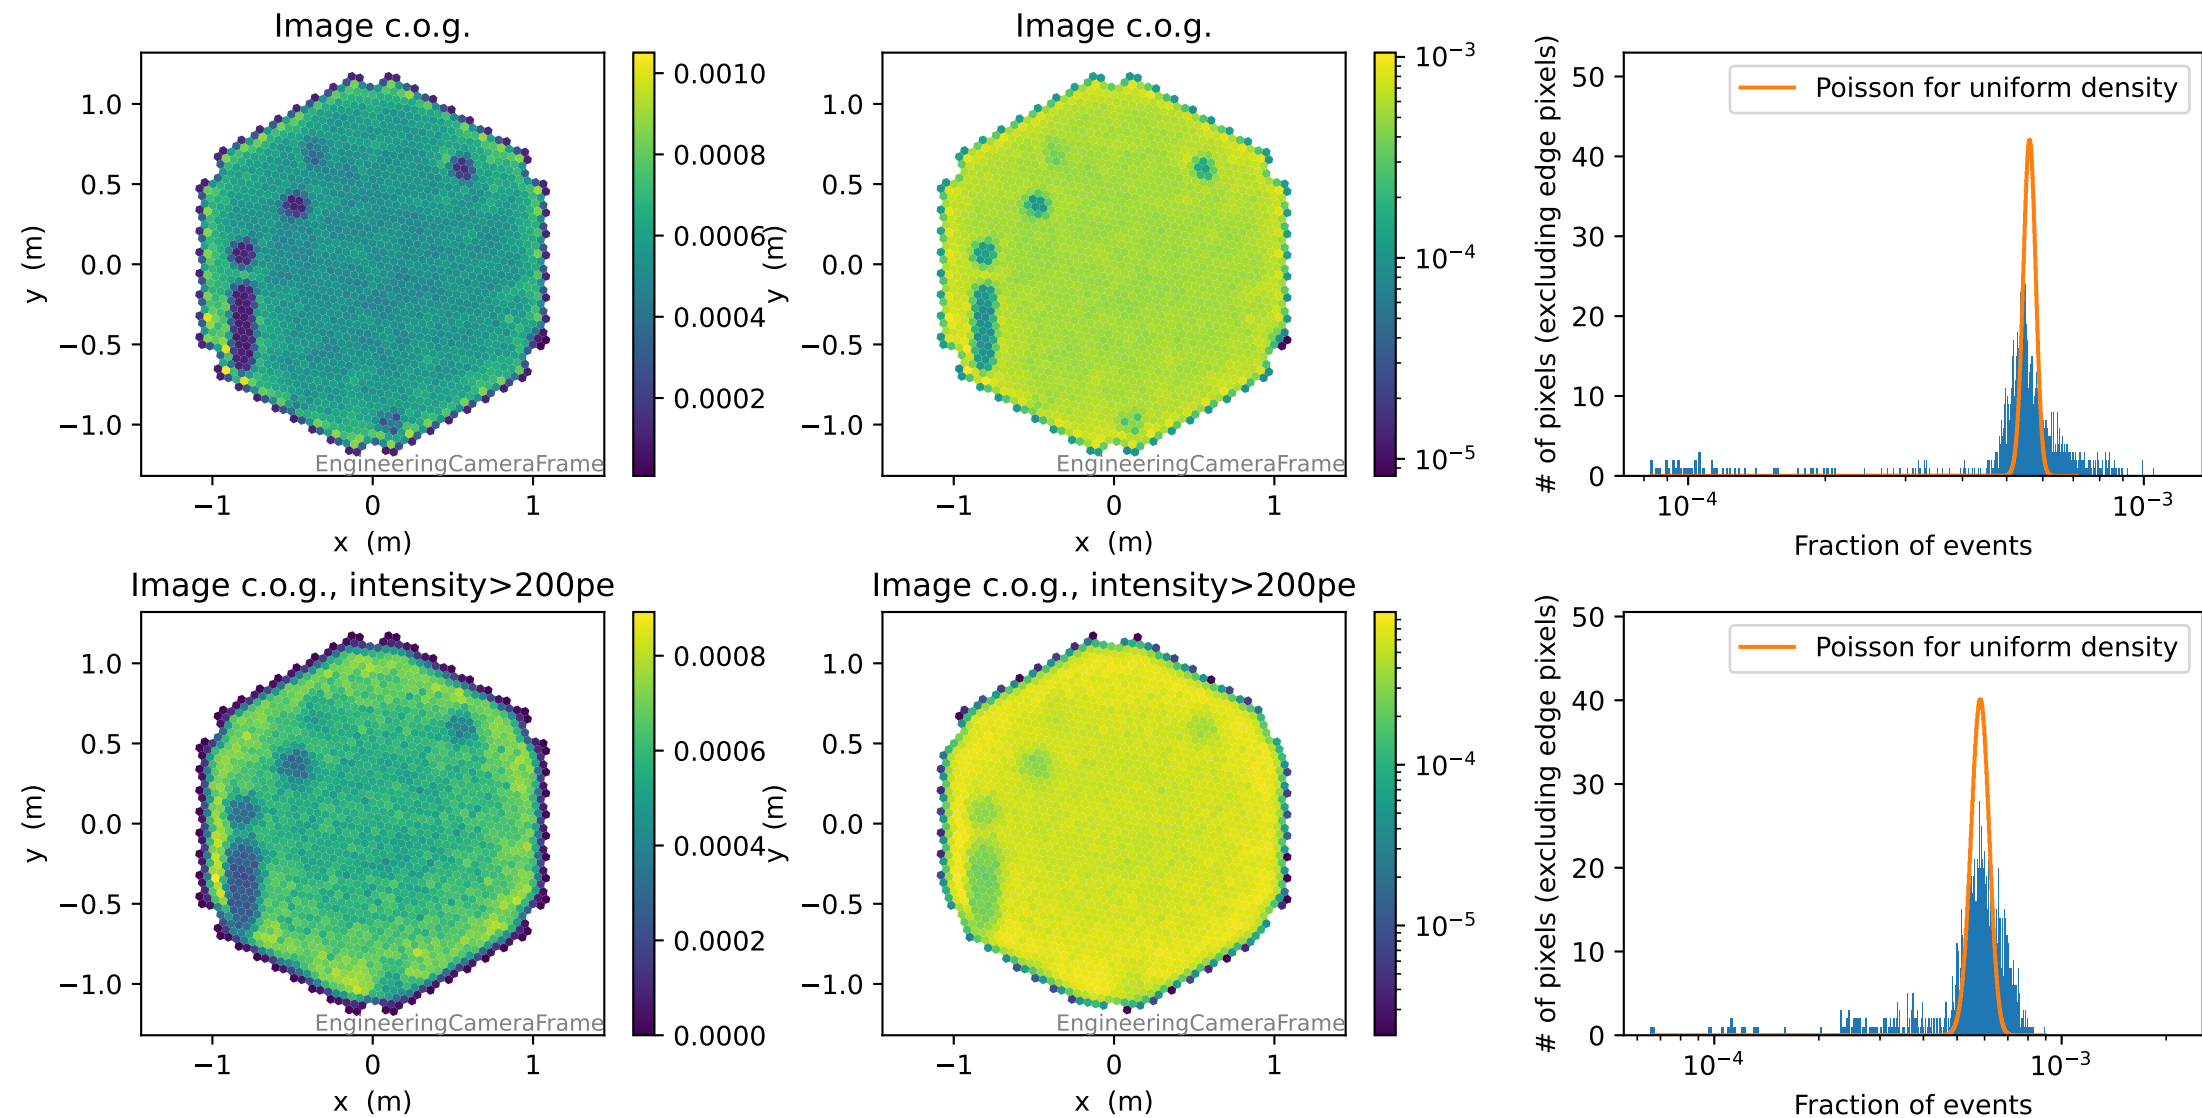 Image c.o.g.
y (m)
1.0
0.5
0.0
−0.5
−1.0
−1
0
1
x (m)
EngineeringCameraFrame
0.0010
0.0008
0.0006
0.0004
0.0002
Image c.o.g.
y (m)
1.0
0.5
0.0
−0.5
−1.0
−1
0
1
x (m)
EngineeringCameraFrame
10⁻³
10⁻⁴
10⁻⁵
# of pixels (excluding edge pixels)
50
40
30
20
10
0
Poisson for uniform density
10⁻⁴
10⁻³
Fraction of events
Image c.o.g., intensity>200pe
y (m)
1.0
0.5
0.0
−0.5
−1.0
−1
0
1
x (m)
EngineeringCameraFrame
0.0008
0.0006
0.0004
0.0002
0.0000
Image c.o.g., intensity>200pe
y (m)
1.0
0.5
0.0
−0.5
−1.0
−1
0
1
x (m)
EngineeringCameraFrame
10⁻⁴
10⁻⁵
# of pixels (excluding edge pixels)
50
40
30
20
10
0
Poisson for uniform density
10⁻⁴
10⁻³
Fraction of events